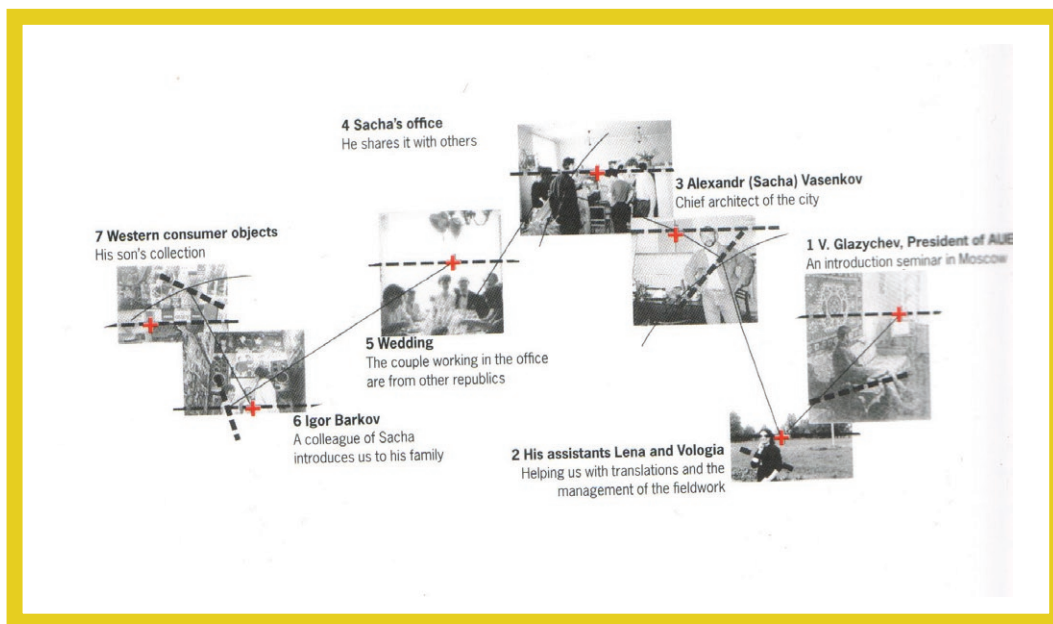 4 Sacha's office
He shares it with others
3 Alexandr (Sacha) Vasenkov
Chief architect of the city
7 Western consumer objects
His son's collection
1 V. Glazychev, President of AUE
An introduction seminar in Moscow
5 Wedding
The couple working in the office
are from other republics
6 Igor Barkov
A colleague of Sacha
introduces us to his family
2 His assistants Lena and Vologia
Helping us with translations and the
management of the fieldwork